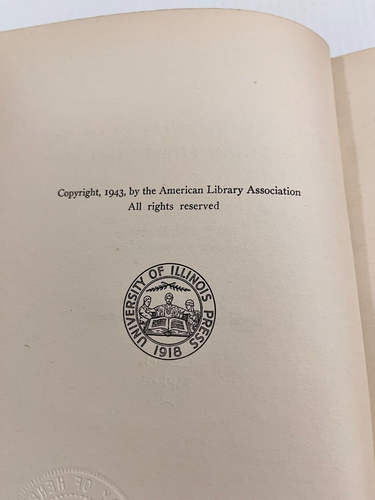 Copyright, 1943, by the American Library Association
All rights reserved
UNIVERSITY OF ILLINOIS PRESS
1918